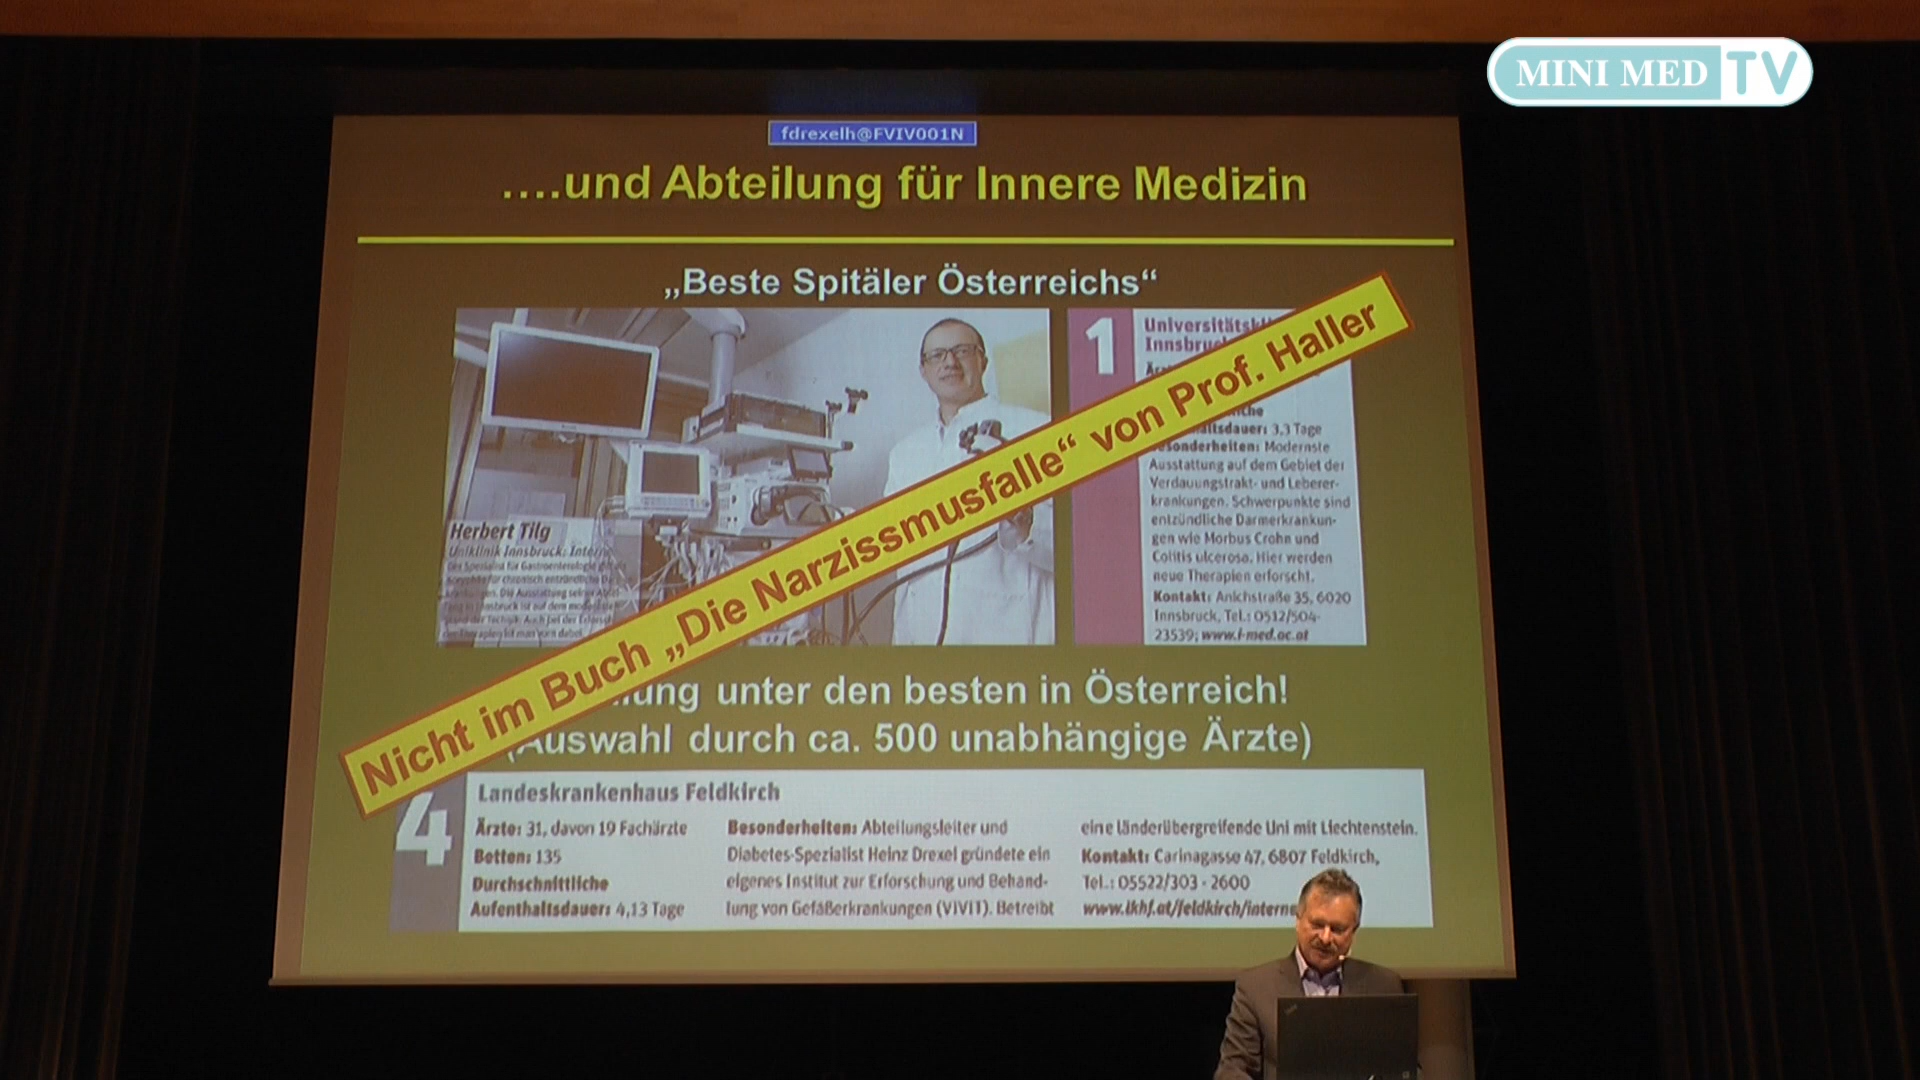 MINI MED TV
fdrexelh@FVIV001N
....und Abteilung für Innere Medizin
„Beste Spitäler Österreichs“
Nicht im Buch „Die Narzissmusfalle“ von Prof. Haller
Herbert Tilg
Uniklinik Innsbruck:
1
Innsbruck
3,3 Tage
Modernste
Ausstattung auf dem Gebiet der
Verdauungstrakt- und Leberer-
krankungen. Schwerpunkte sind
entzündliche Darmerkrankun-
gen wie Morbus Crohn und
Colitis ulcerosa. Hier werden
neue Therapien erforscht.
Kontakt: Anichstraße 35, 6020
Innsbruck, Tel.: 0512/504-
23539; www.i-med.ac.at
unter den besten in Österreich!
(Auswahl durch ca. 500 unabhängige Ärzte)
4
Landeskrankenhaus Feldkirch
Ärzte: 31, davon 19 Fachärzte
Betten: 135
Durchschnittliche
Aufenthaltsdauer: 4,13 Tage
Besonderheiten: Abteilungsleiter und
Diabetes-Spezialist Heinz Drexel gründete ein
eigenes Institut zur Erforschung und Behand-
lung von Gefäßerkrankungen (VIVIT). Betreibt
eine länderübergreifende Uni mit Liechtenstein.
Kontakt: Carinagasse 47, 6807 Feldkirch,
Tel.: 05522/303 - 2600
www.lkhf.at/feldkirch/interne